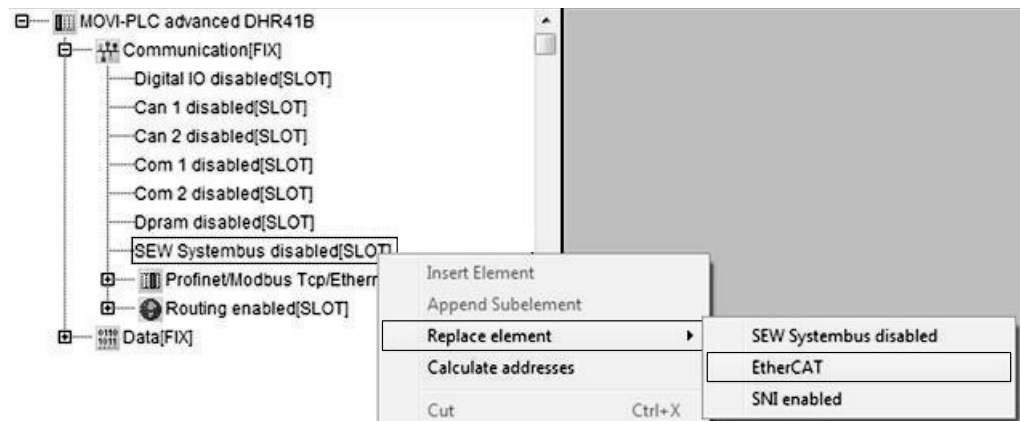 MOVI-PLC advanced DHR41B
Communication[FIX]
Digital IO disabled[SLOT]
Can 1 disabled[SLOT]
Can 2 disabled[SLOT]
Com 1 disabled[SLOT]
Com 2 disabled[SLOT]
Dpram disabled[SLOT]
SEW Systembus disabled[SLOT]
Profinet/Modbus Tcp/Ethern
Routing enabled[SLOT]
Data[FIX]
Insert Element
Append Subelement
Replace element
Calculate addresses
Cut Ctrl+X
SEW Systembus disabled
EtherCAT
SNI enabled